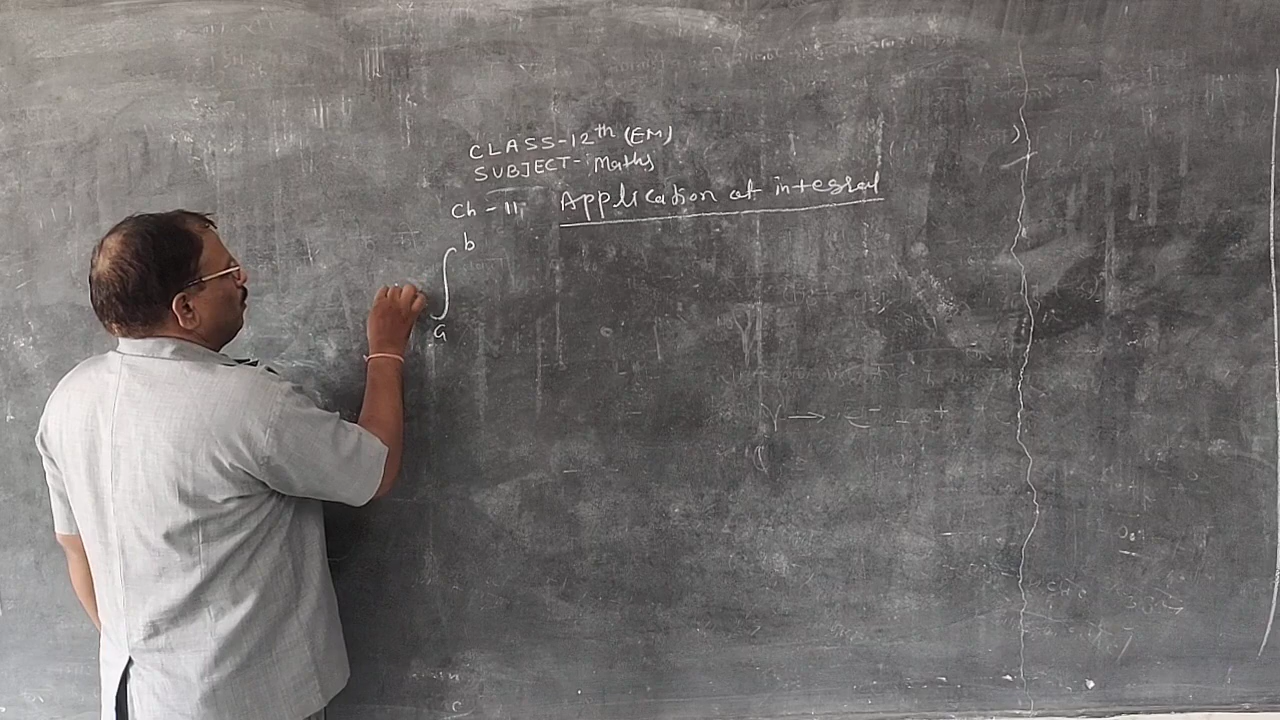 CLASS-12th (EM)
SUBJECT-: Maths
Ch - 11, Application of integral
∫ b
a